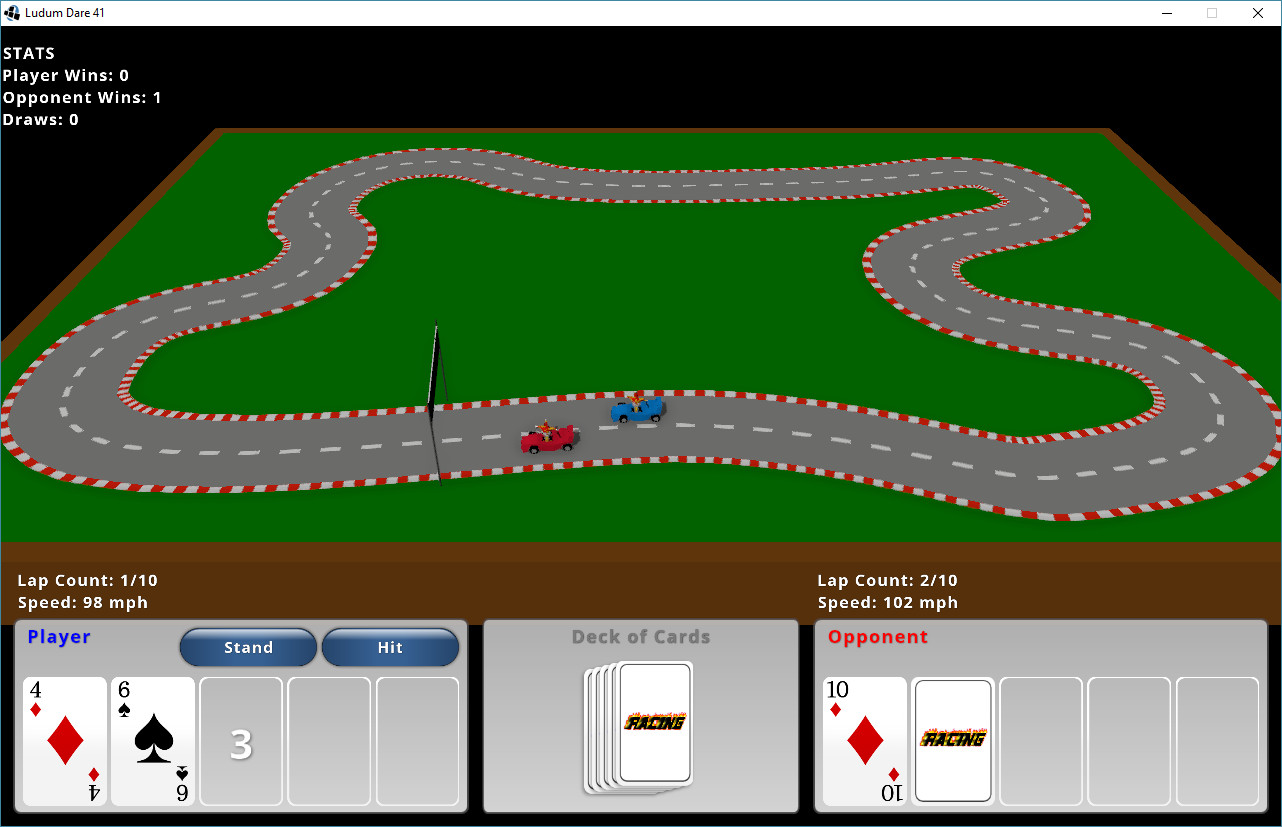 Ludum Dare 41
STATS
Player Wins: 0
Opponent Wins: 1
Draws: 0
Lap Count: 1/10
Speed: 98 mph
Lap Count: 2/10
Speed: 102 mph
Player
Stand
Hit
Deck of Cards
Opponent
4
6
3
4
6
RACING
10
RACING
10